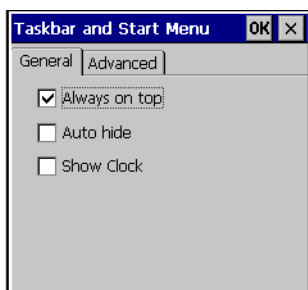 Taskbar and Start Menu OK ×
General Advanced
Always on top
Auto hide
Show Clock